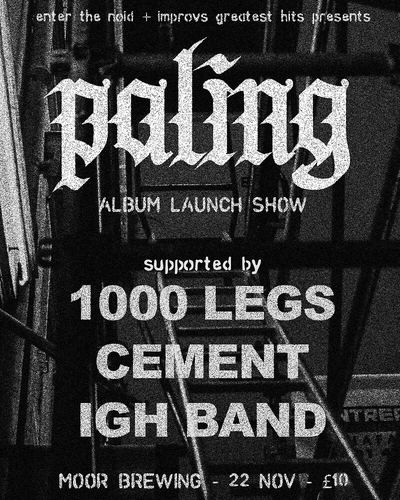 enter the noid + improvs greatest hits presents
paling
ALBUM LAUNCH SHOW
supported by
1000 LEGS
CEMENT
IGH BAND
MOOR BREWING - 22 NOV - £10